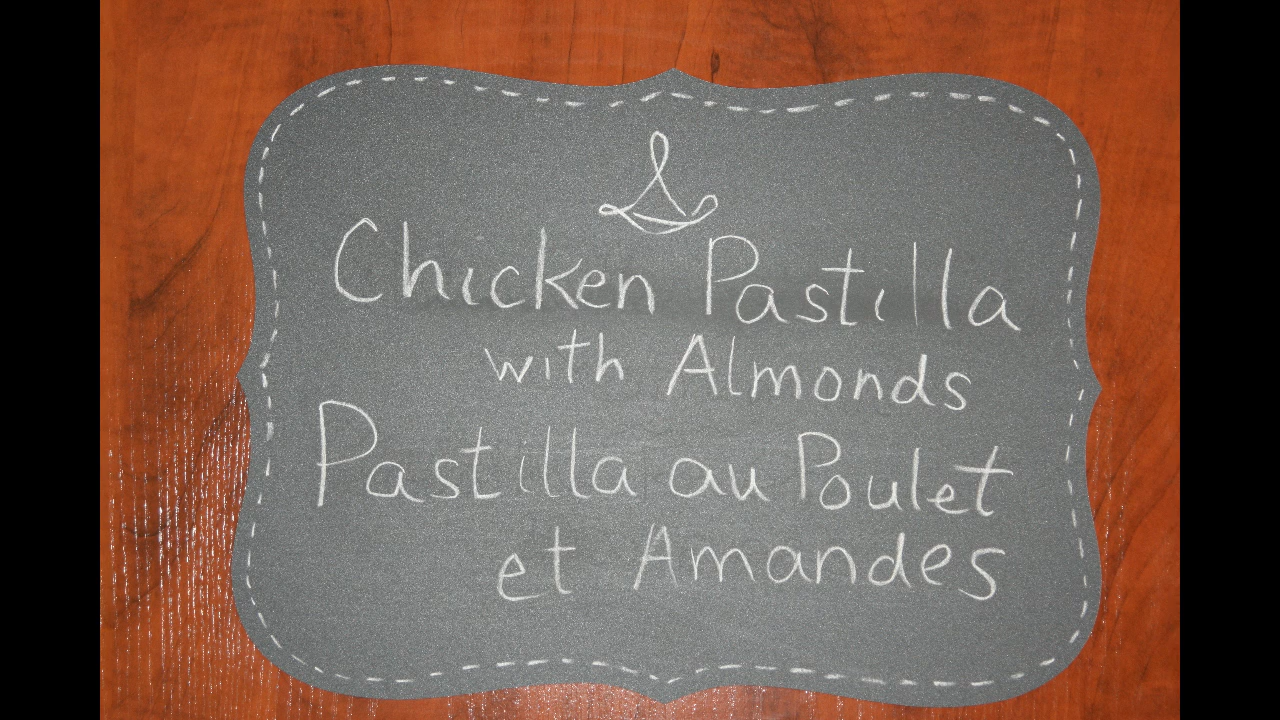 Chicken Pastilla
with Almonds
Pastilla au Poulet
et Amandes